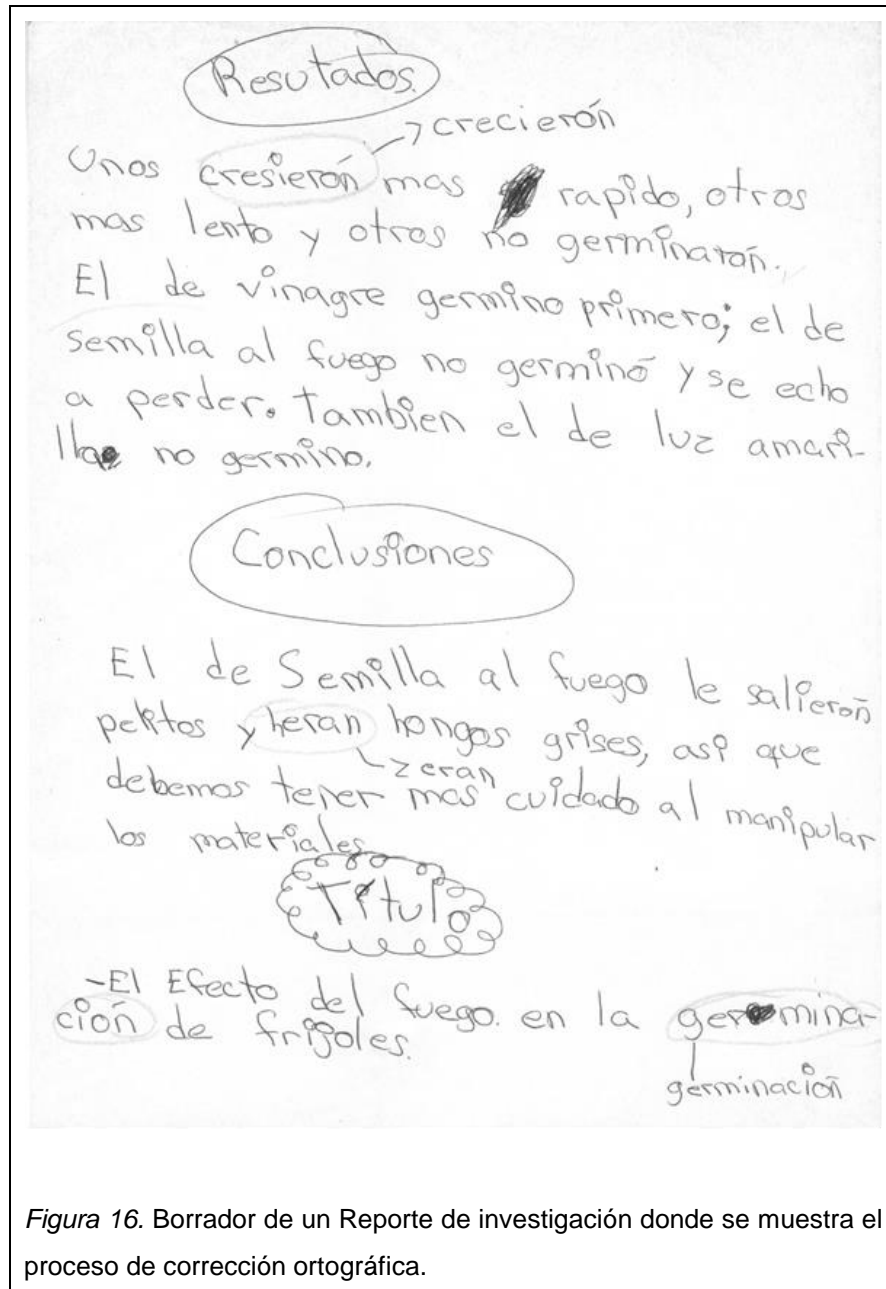 Resutados.
crecierón
Unos cresierón mas rapido, otros
mas lento y otros no germinarón.
El de vinagre germino primero; el de
semilla al fuego no germinó y se echo
a perder. Tambien el de luz amari-
lla no germino.
Conclusiones
El de Semilla al fuego le salierón
pelitos y heran hongos grises, asi que
eran
debemos tener mas cuidado al manipular
los materiales
Título
-El Efecto del fuego. en la germina-
ción de frijoles.
germinación
Figura 16. Borrador de un Reporte de investigación donde se muestra el
proceso de corrección ortográfica.